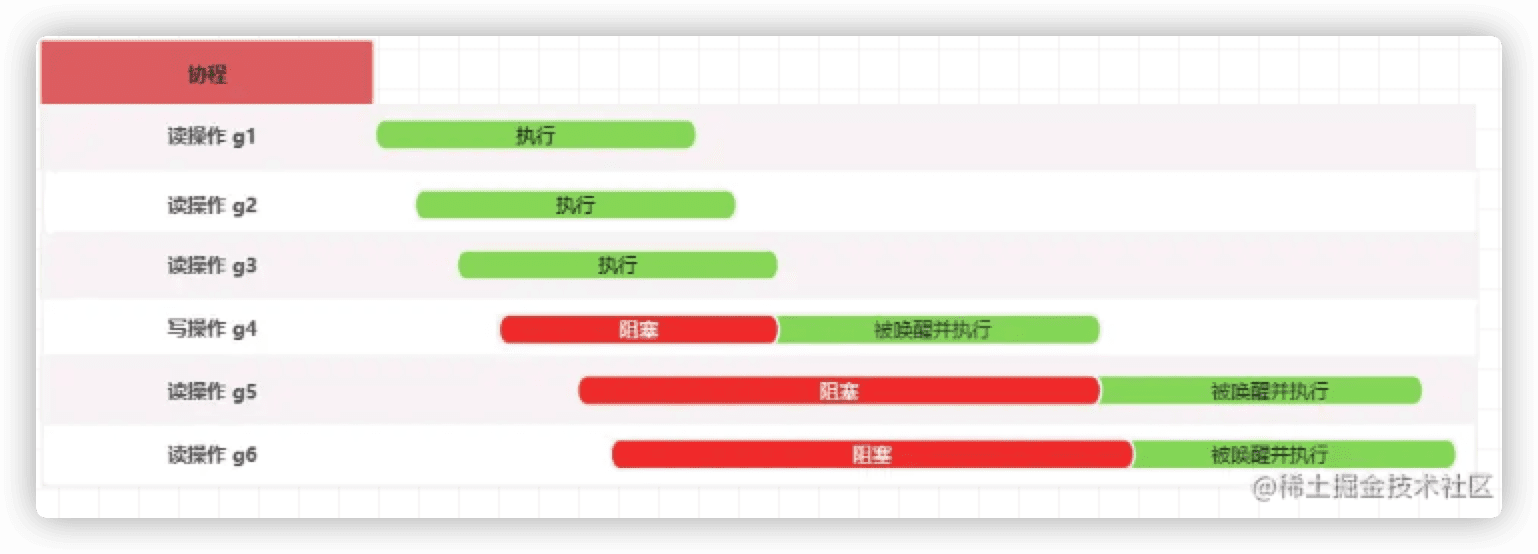 协程
读操作 g1 执行
读操作 g2 执行
读操作 g3 执行
写操作 g4 阻塞 被唤醒并执行
读操作 g5 阻塞 被唤醒并执行
读操作 g6 阻塞 被唤醒并执行
@稀土掘金技术社区